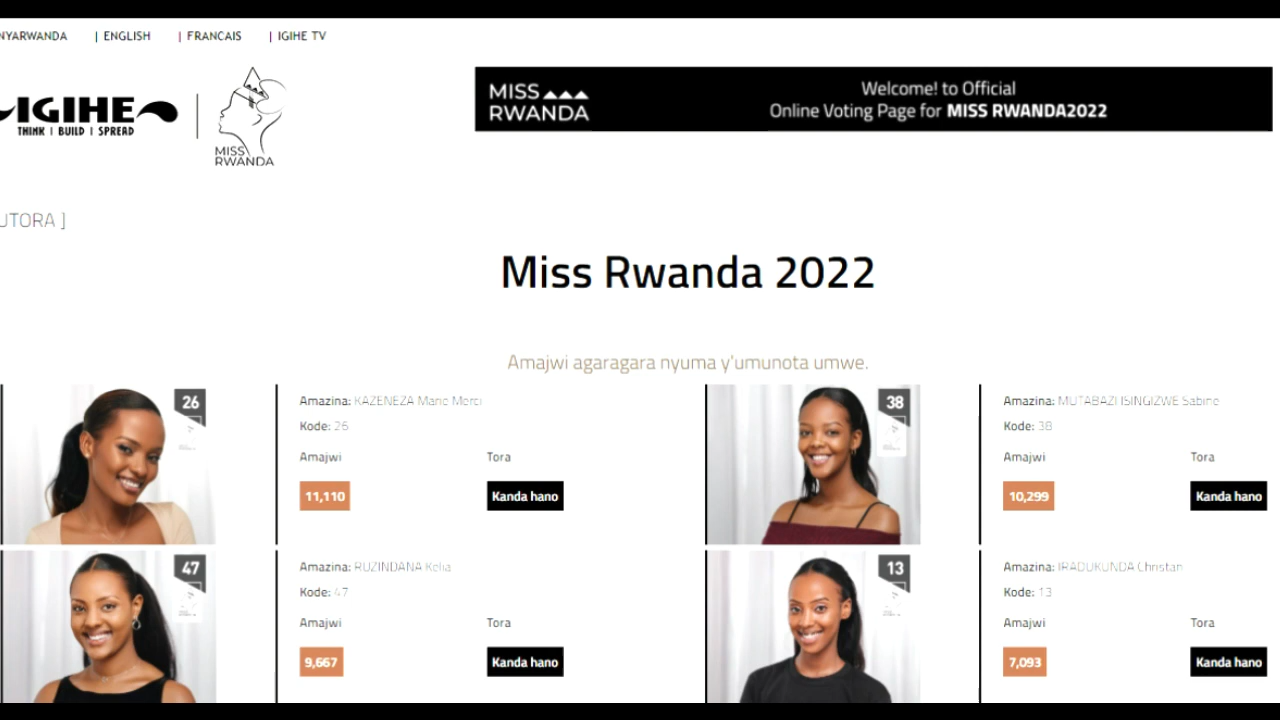 NYARWANDA | ENGLISH | FRANCAIS | IGIHE TV
IGIHE
THINK | BUILD | SPREAD
MISS
RWANDA
MISS
RWANDA
Welcome! to Official
Online Voting Page for MISS RWANDA2022
UTORA ]
Miss Rwanda 2022
Amajwi agaragara nyuma y'umunota umwe.
26
Amazina: KAZENEZA Marie Merci
Kode: 26
Amajwi Tora
11,110 Kanda hano
38
Amazina: MUTABAZI ISINGIZWE Sabine
Kode: 38
Amajwi Tora
10,299 Kanda hano
47
Amazina: RUZINDANA Kelia
Kode: 47
Amajwi Tora
9,667 Kanda hano
13
Amazina: IRADUKUNDA Christan
Kode: 13
Amajwi Tora
7,093 Kanda hano